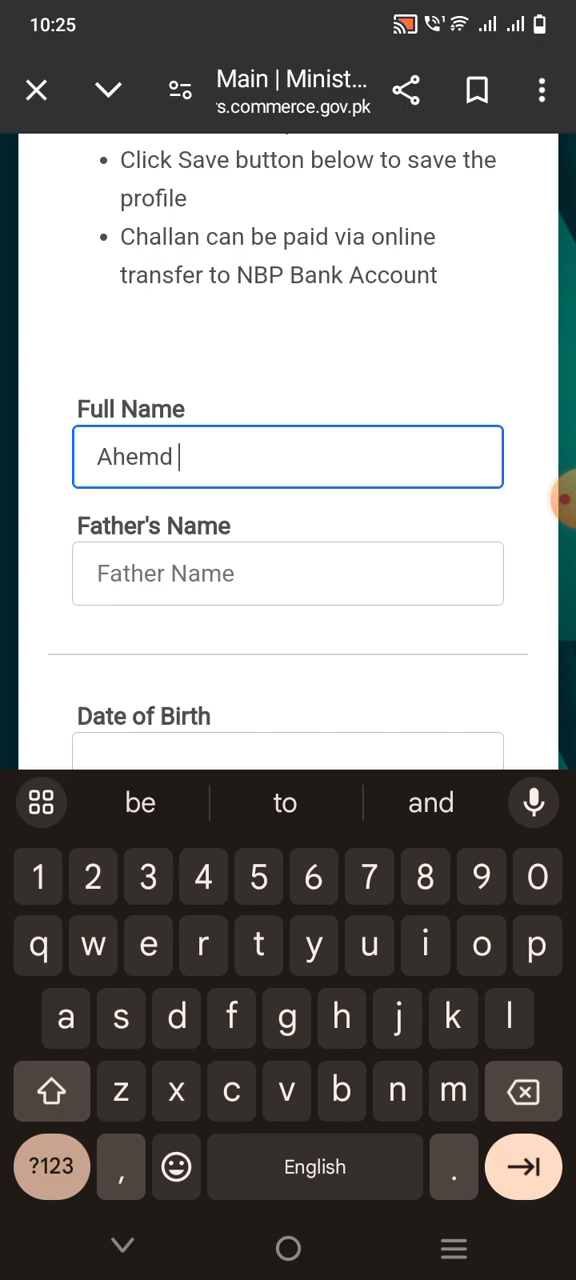 10:25
Main | Minist...
s.commerce.gov.pk
• Click Save button below to save the
profile
• Challan can be paid via online
transfer to NBP Bank Account
Full Name
Ahemd
Father's Name
Father Name
Date of Birth
be to and
1 2 3 4 5 6 7 8 9 0
q w e r t y u i o p
a s d f g h j k l
z x c v b n m
?123 , English .